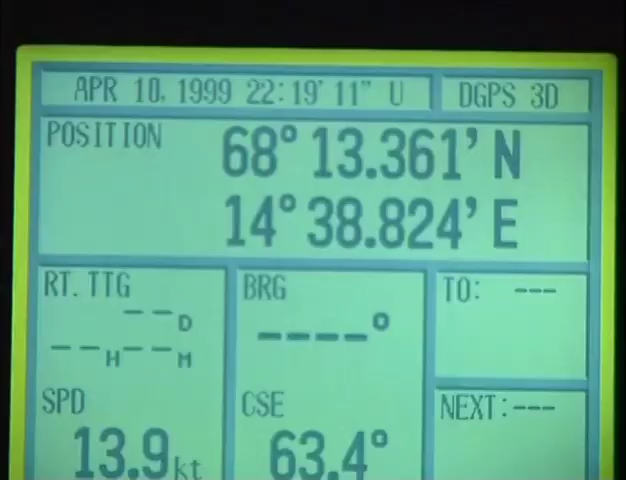 APR 10,1999 22:19'11" U DGPS 3D
POSITION 68° 13.361' N
14° 38.824' E
RT. TTG BRG TO: ---
--D ----°
--H--M
SPD CSE NEXT:---
13.9kt 63.4°